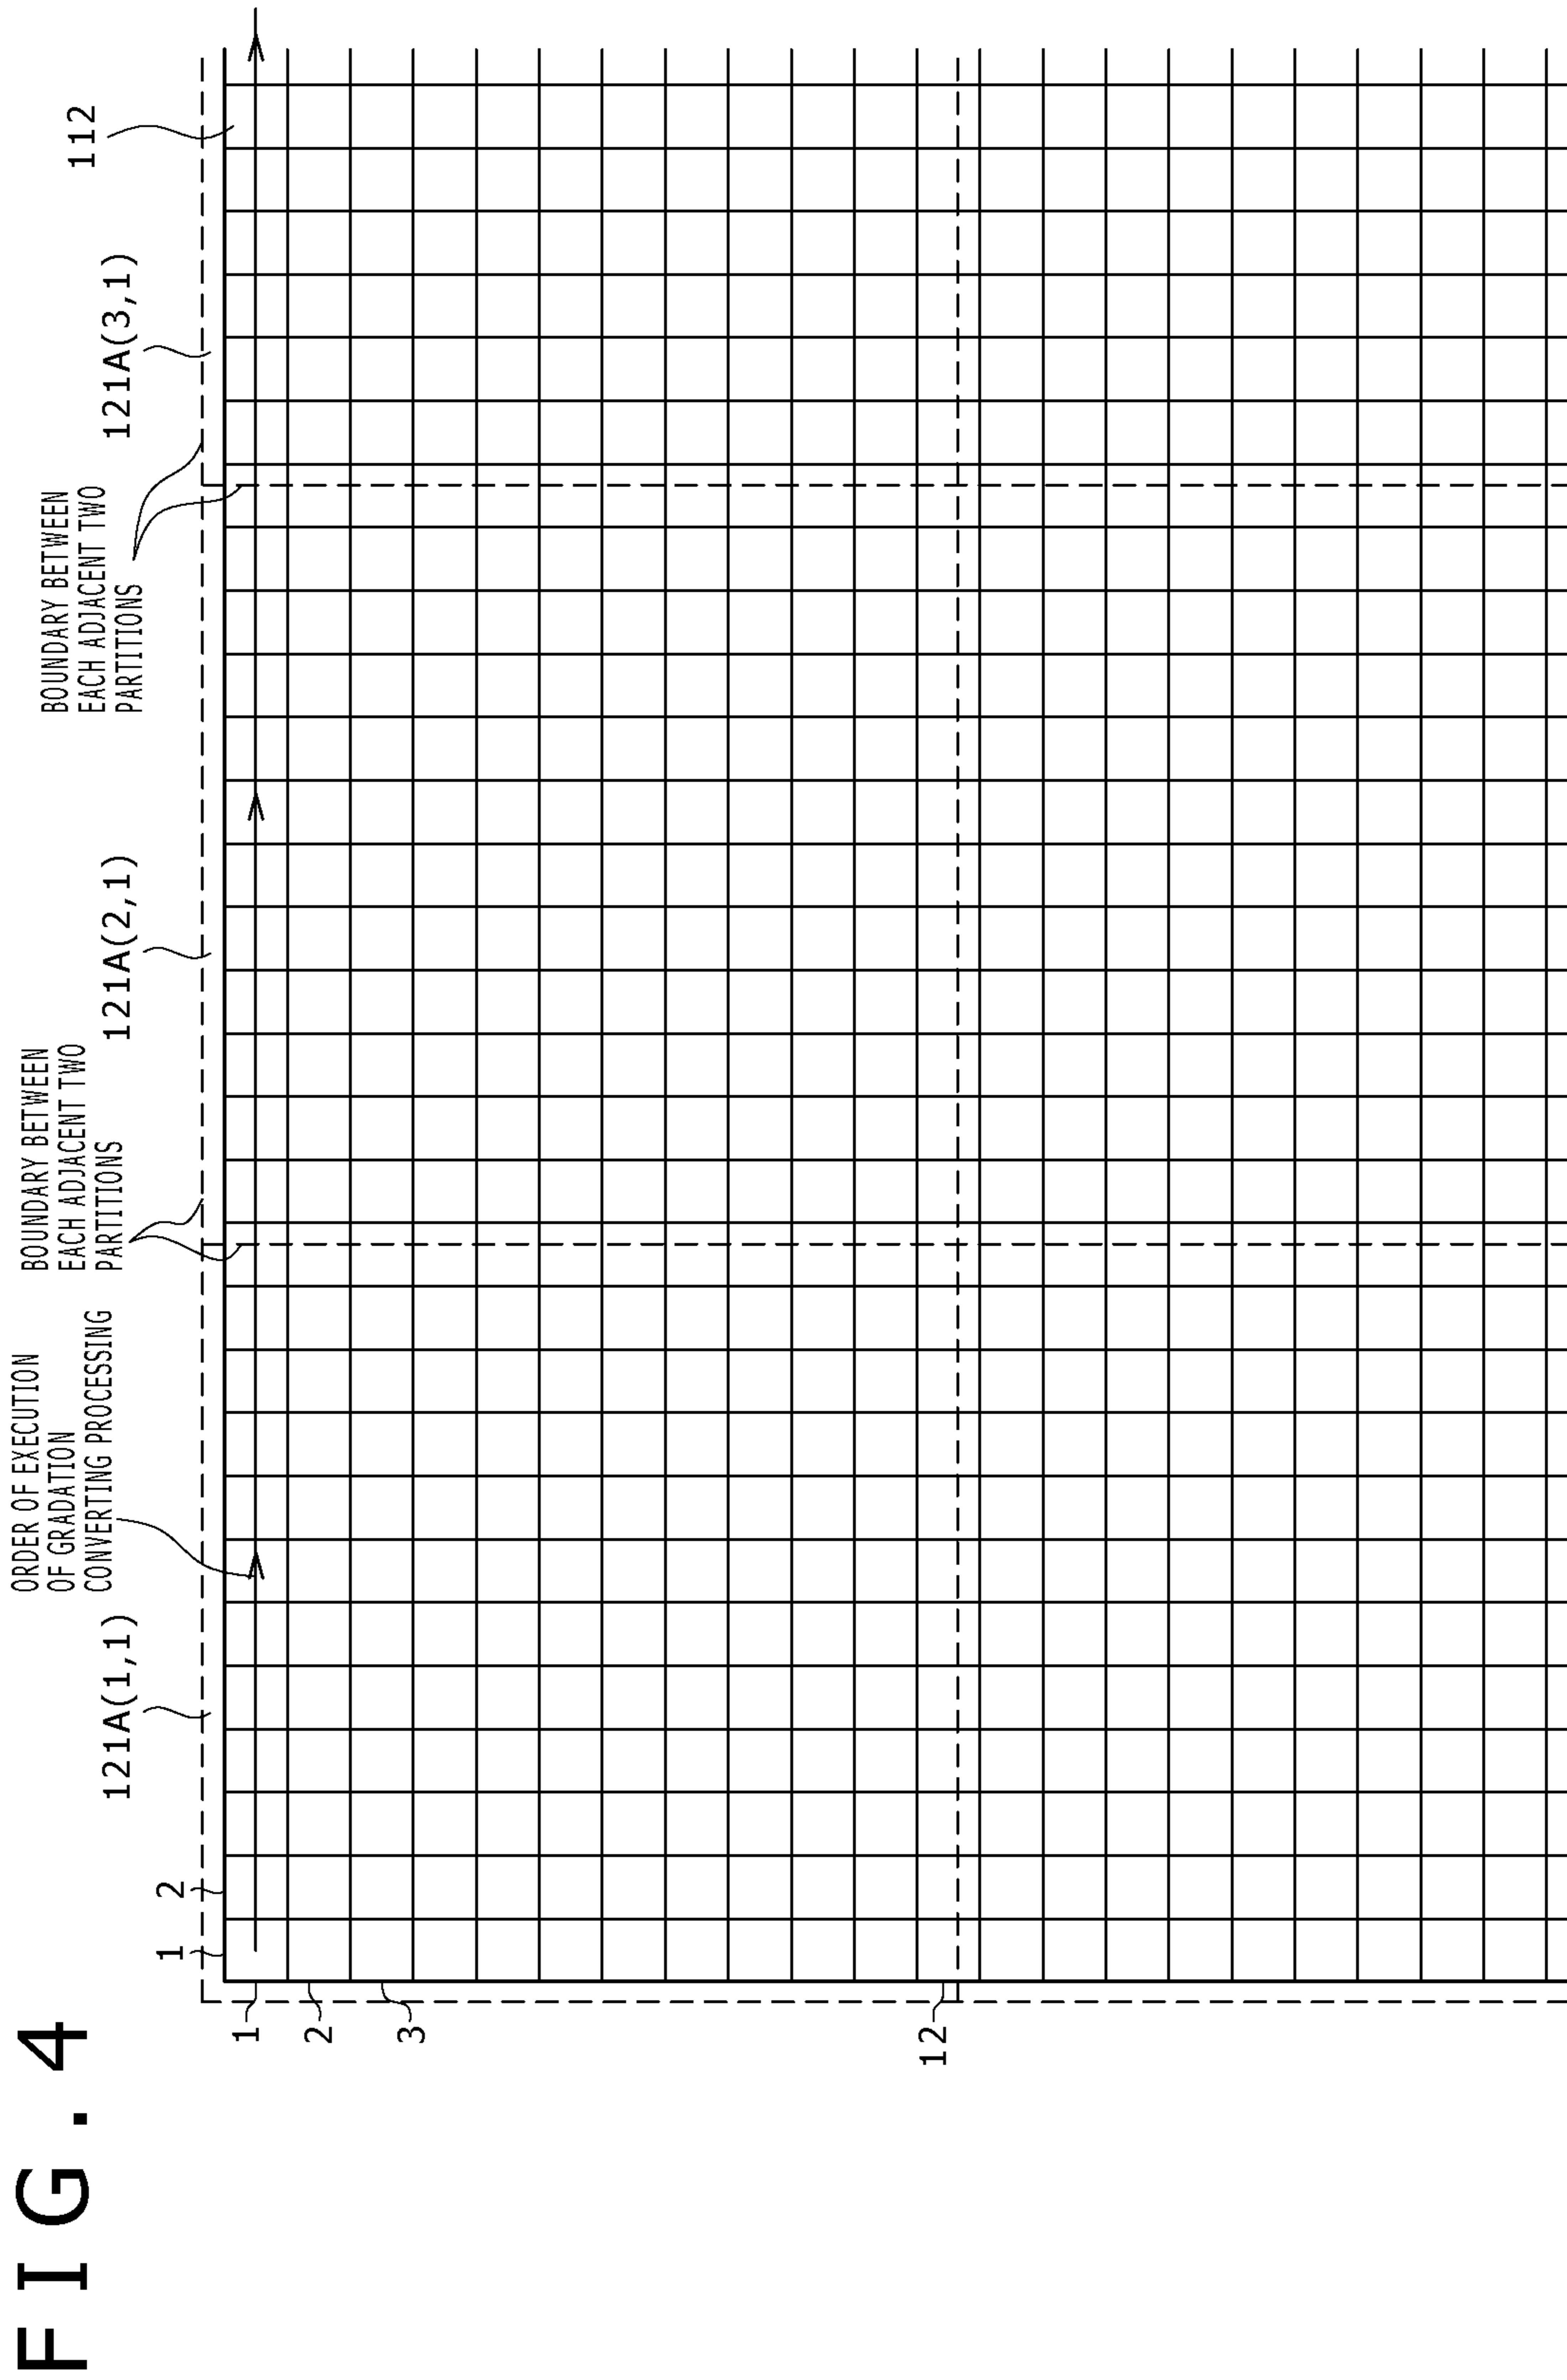 FIG.4
ORDER OF EXECUTION
OF GRADATION
CONVERTING PROCESSING
BOUNDARY BETWEEN
EACH ADJACENT TWO
PARTITIONS
BOUNDARY BETWEEN
EACH ADJACENT TWO
PARTITIONS
112
121A(1,1)
121A(2,1)
121A(3,1)
1
2
1
2
3
12